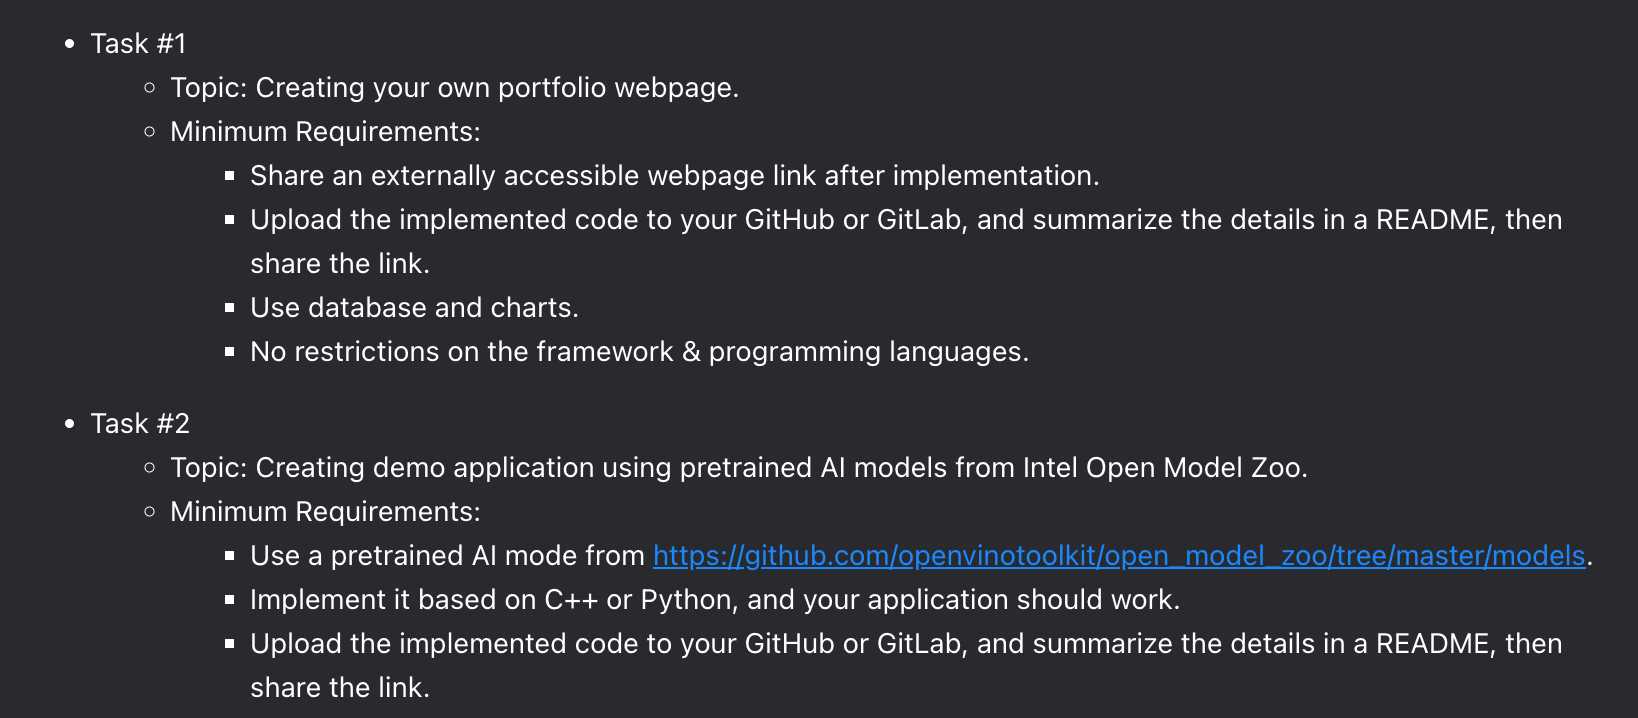 • Task #1
◦ Topic: Creating your own portfolio webpage.
◦ Minimum Requirements:
▪ Share an externally accessible webpage link after implementation.
▪ Upload the implemented code to your GitHub or GitLab, and summarize the details in a README, then
share the link.
▪ Use database and charts.
▪ No restrictions on the framework & programming languages.
• Task #2
◦ Topic: Creating demo application using pretrained AI models from Intel Open Model Zoo.
◦ Minimum Requirements:
▪ Use a pretrained AI mode from https://github.com/openvinotoolkit/open_model_zoo/tree/master/models.
▪ Implement it based on C++ or Python, and your application should work.
▪ Upload the implemented code to your GitHub or GitLab, and summarize the details in a README, then
share the link.